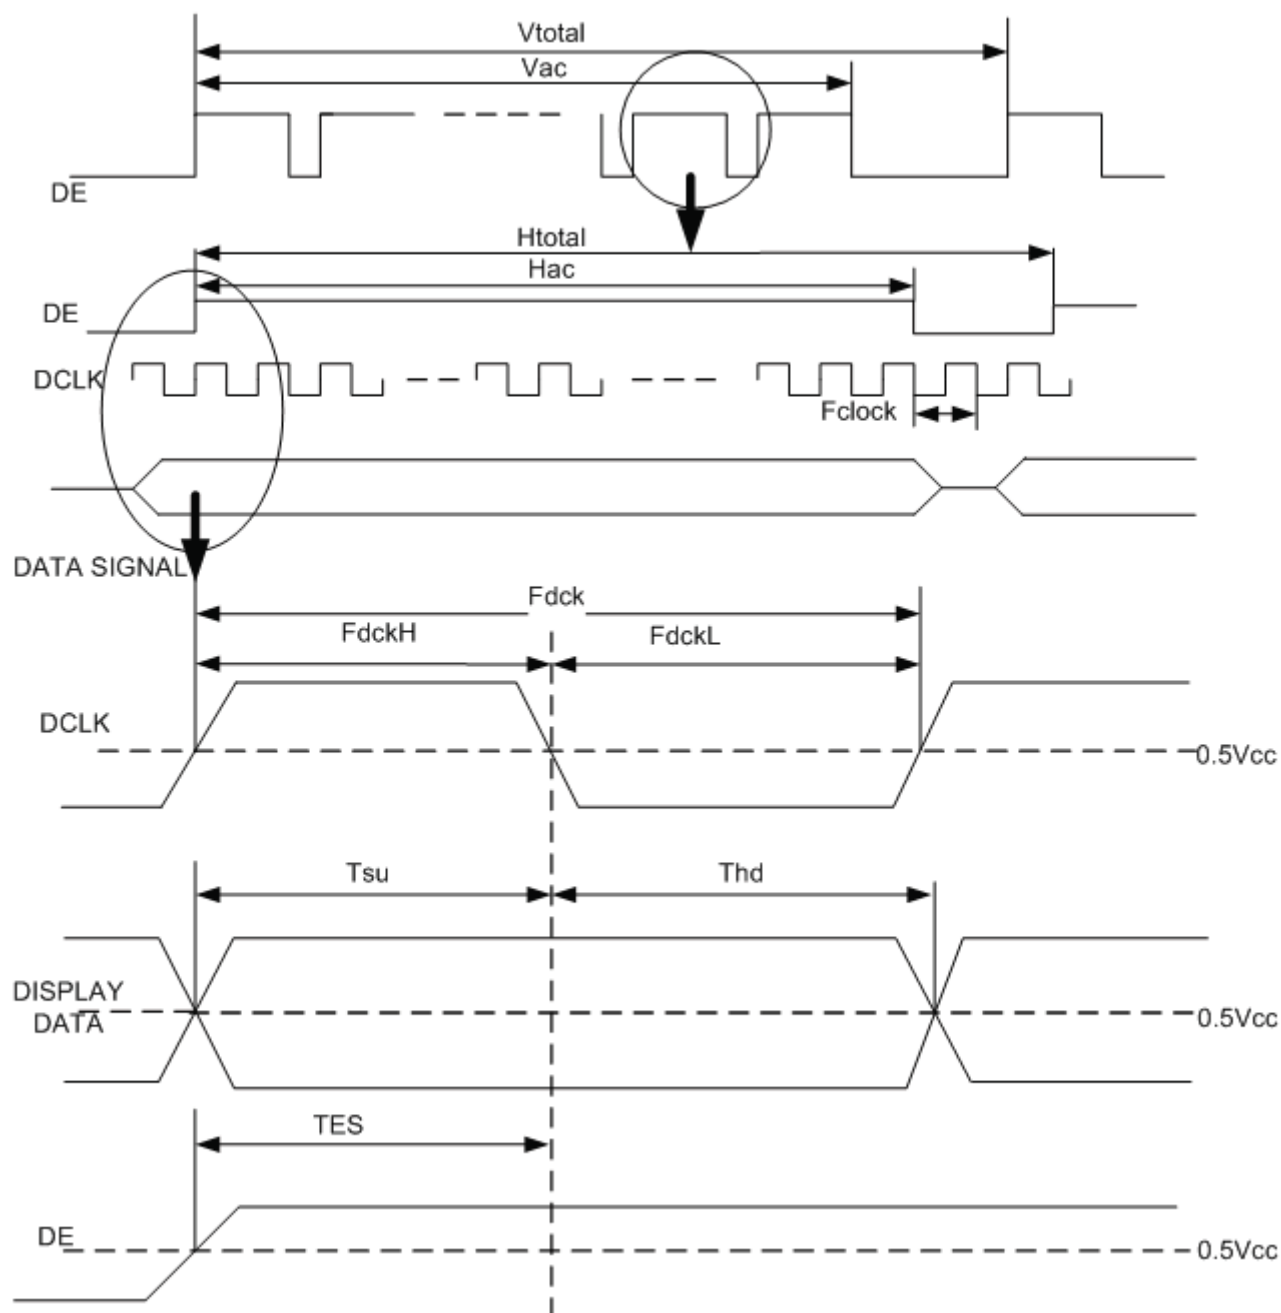 Vtotal
Vac
DE
Htotal
Hac
DE
DCLK
Fclock
DATA SIGNAL
Fdck
FdckH
FdckL
DCLK
0.5Vcc
Tsu
Thd
DISPLAY
DATA
0.5Vcc
TES
DE
0.5Vcc